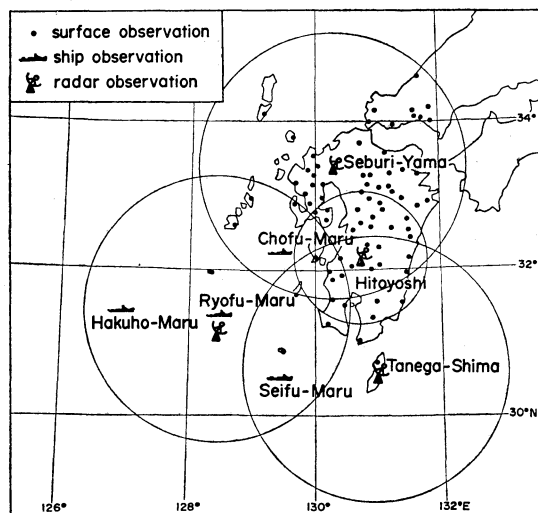 surface observation
ship observation
radar observation
34°
Seburi-Yama
Chofu-Maru
32°
Hitoyoshi
Ryofu-Maru
Hakuho-Maru
Tanega-Shima
Seifu-Maru
30°N
126°
128°
130°
132°E